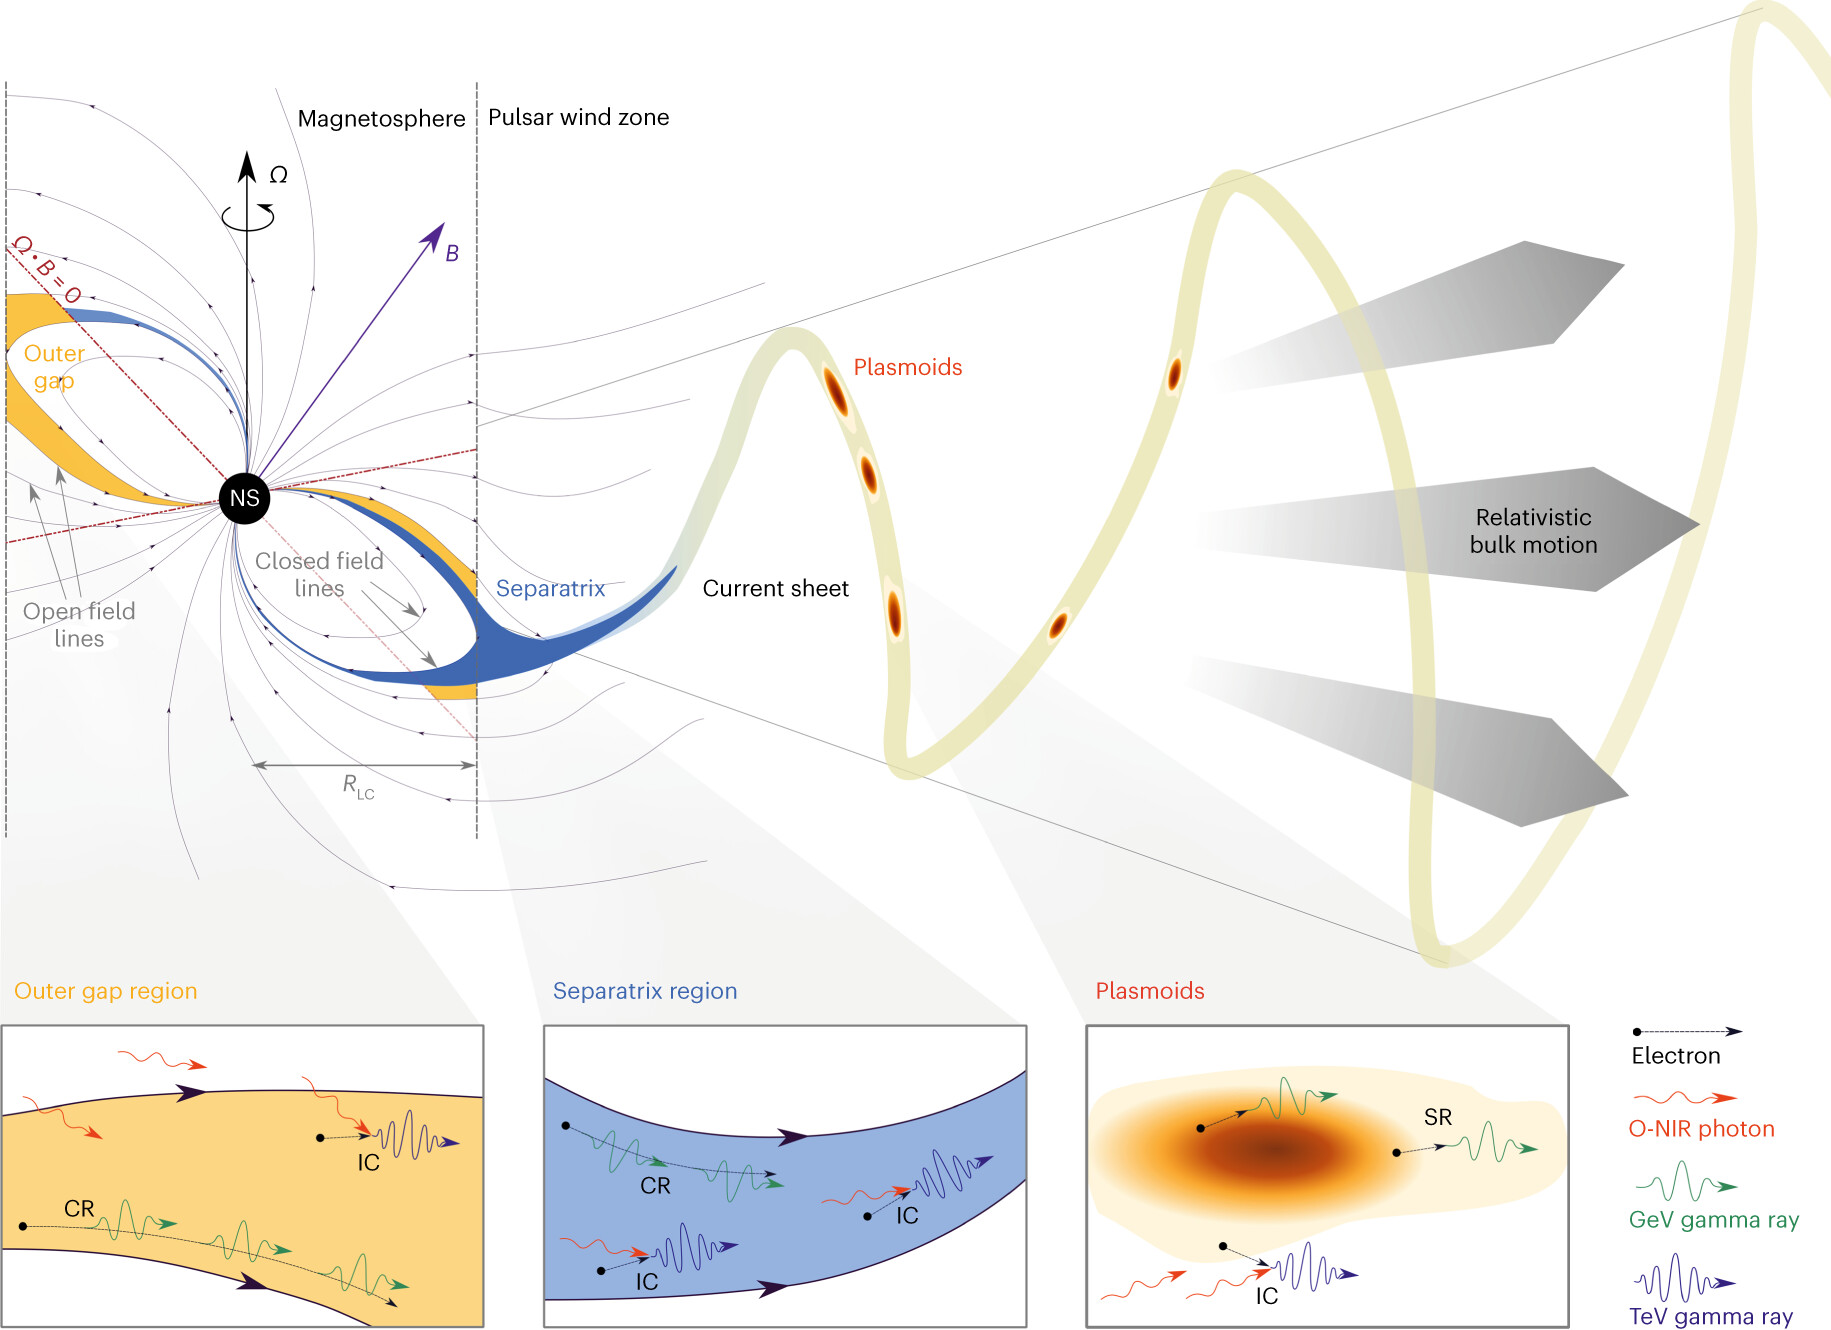 Magnetosphere
Pulsar wind zone
Ω
B
Ω • B = 0
Outer
gap
Plasmoids
NS
Closed field
lines
Separatrix
Current sheet
Relativistic
bulk motion
Open field
lines
R_LC
Outer gap region
Separatrix region
Plasmoids
IC
CR
CR
IC
IC
SR
IC
Electron
O-NIR photon
GeV gamma ray
TeV gamma ray